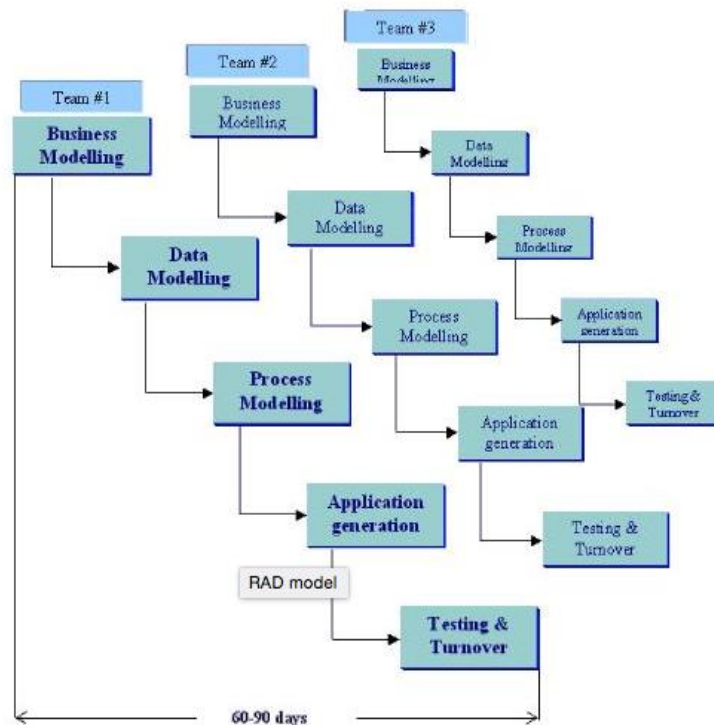 Team #1
Business
Modelling
Data
Modelling
Process
Modelling
Application
generation
Testing &
Turnover
Team #2
Business
Modelling
Data
Modelling
Process
Modelling
Application
generation
Testing &
Turnover
Team #3
Business
Modelling
Data
Modelling
Process
Modelling
Application
generation
Testing&
Turnover
RAD model
60-90 days